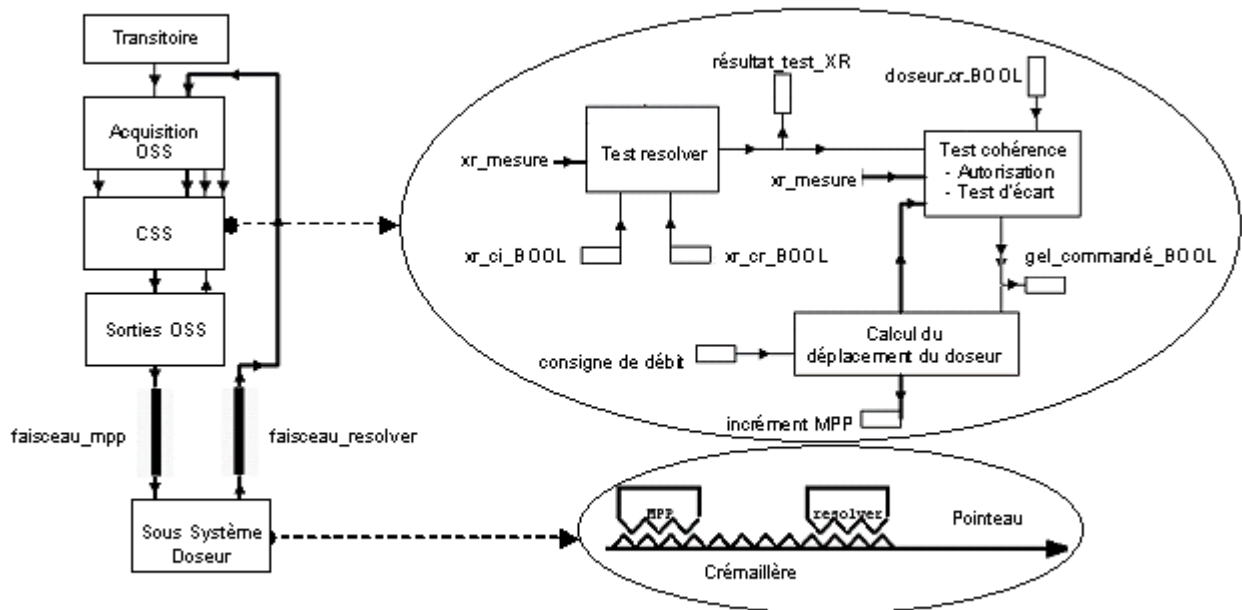 Transitoire
Acquisition
OSS
CSS
Sorties OSS
faisceau_mpp
faisceau_resolver
Sous Système
Doseur
résultat_test_XR
doseur_cr_BOOL
xr_mesure
Test resolver
xr_mesure
Test cohérence
- Autorisation
- Test d'écart
xr_ci_BOOL
xr_cr_BOOL
gel_commandé_BOOL
consigne de débit
Calcul du
déplacement du doseur
incrément MPP
MPP
resolver
Pointeau
Crémaillère